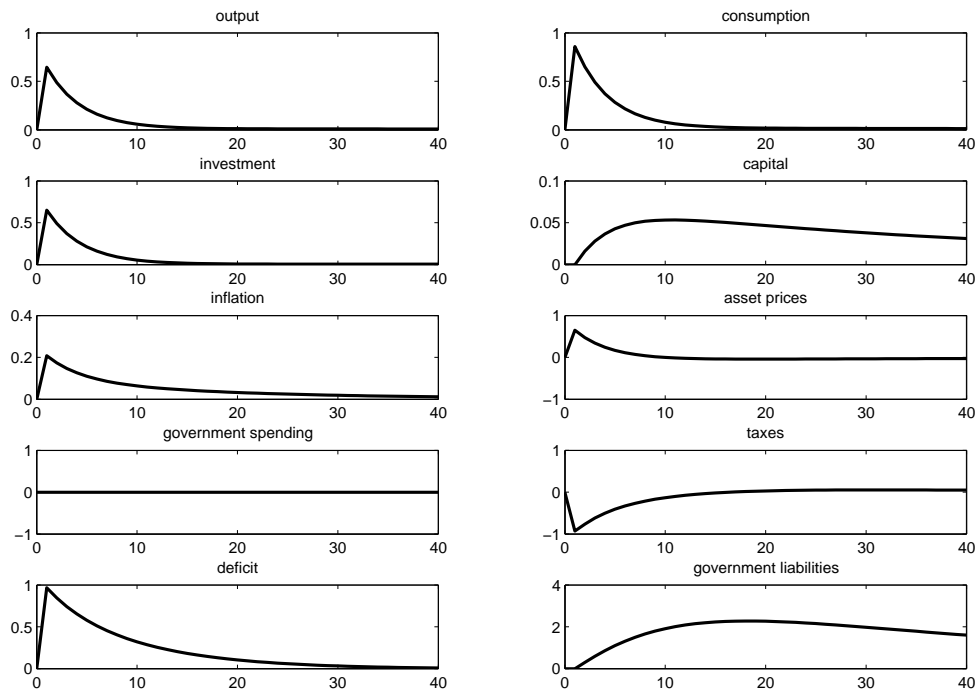 output
1
0.5
0
0 10 20 30 40
consumption
1
0.5
0
0 10 20 30 40
investment
1
0.5
0
0 10 20 30 40
capital
0.1
0.05
0
0 10 20 30 40
inflation
0.4
0.2
0
0 10 20 30 40
asset prices
1
0
−1
0 10 20 30 40
government spending
1
0
−1
0 10 20 30 40
taxes
1
0
−1
0 10 20 30 40
deficit
1
0.5
0
0 10 20 30 40
government liabilities
4
2
0
0 10 20 30 40